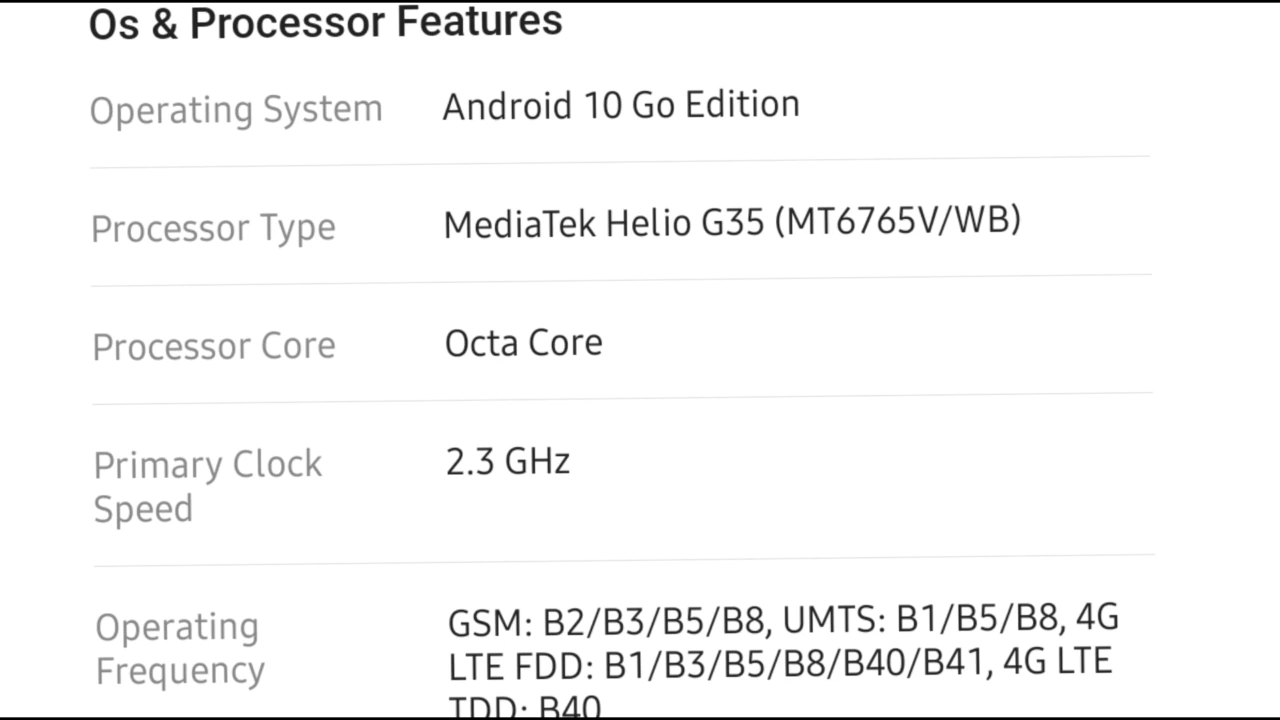 Os & Processor Features
Operating System
Android 10 Go Edition
Processor Type
MediaTek Helio G35 (MT6765V/WB)
Processor Core
Octa Core
Primary Clock
Speed
2.3 GHz
Operating
Frequency
GSM: B2/B3/B5/B8, UMTS: B1/B5/B8, 4G
LTE FDD: B1/B3/B5/B8/B40/B41, 4G LTE
TDD: B40